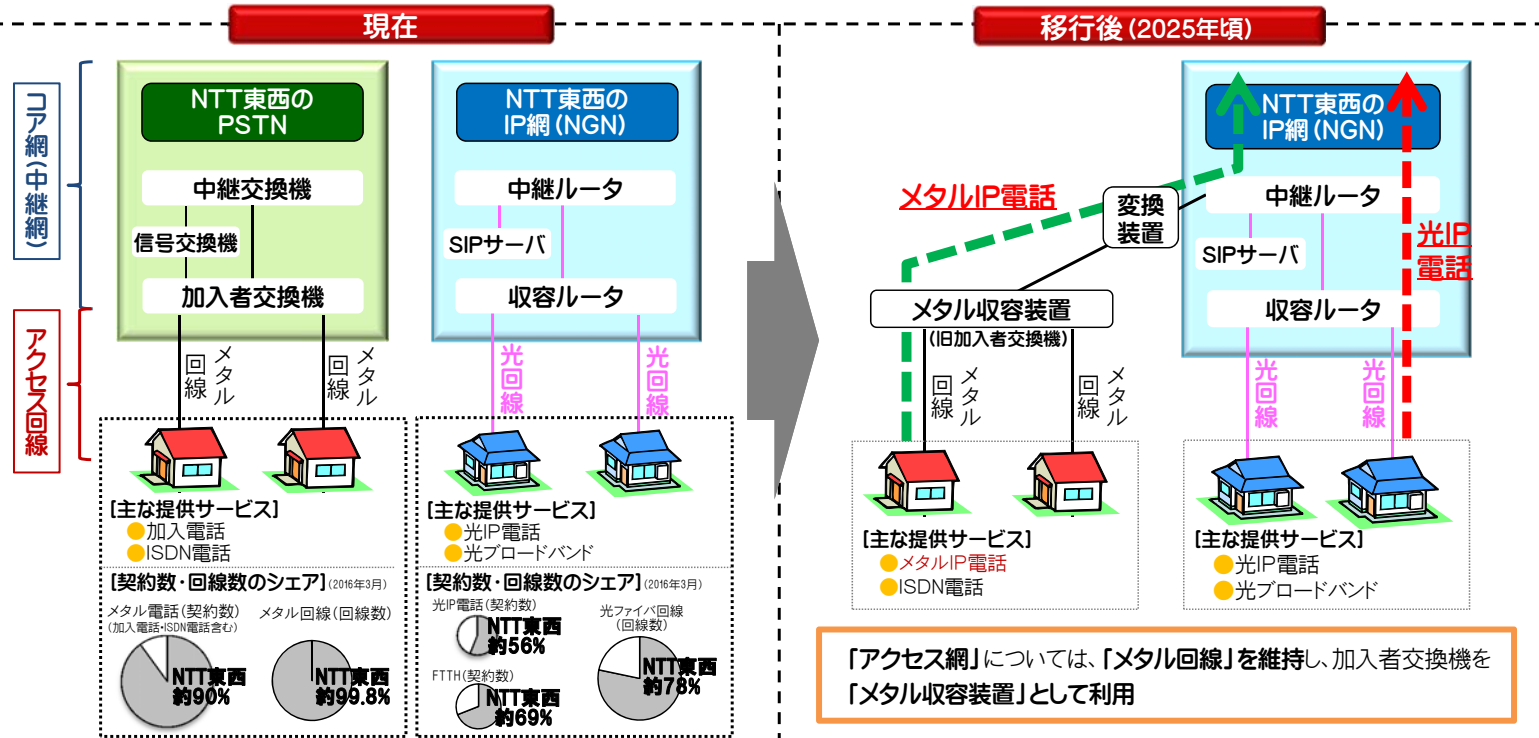 現在
コア網(中継網)
アクセス回線
NTT東西の
PSTN
中継交換機
信号交換機
加入者交換機
メタル
回線
メタル
回線
NTT東西の
IP網(NGN)
中継ルータ
SIPサーバ
収容ルータ
光回線
光回線
[主な提供サービス]
●加入電話
●ISDN電話
[契約数・回線数のシェア](2016年3月)
メタル電話(契約数)
(加入電話・ISDN電話含む)
NTT東西
約90%
メタル回線(回線数)
NTT東西
約99.8%
[主な提供サービス]
●光IP電話
●光ブロードバンド
[契約数・回線数のシェア](2016年3月)
光IP電話(契約数)
NTT東西
約56%
FTTH(契約数)
NTT東西
約69%
光ファイバ回線
(回線数)
NTT東西
約78%
移行後(2025年頃)
NTT東西の
IP網(NGN)
メタルIP電話
変換
装置
中継ルータ
SIPサーバ
光IP
電話
収容ルータ
メタル収容装置
(旧加入者交換機)
メタル
回線
メタル
回線
光回線
光回線
[主な提供サービス]
●メタルIP電話
●ISDN電話
[主な提供サービス]
●光IP電話
●光ブロードバンド
「アクセス網」については、「メタル回線」を維持し、加入者交換機を
「メタル収容装置」として利用